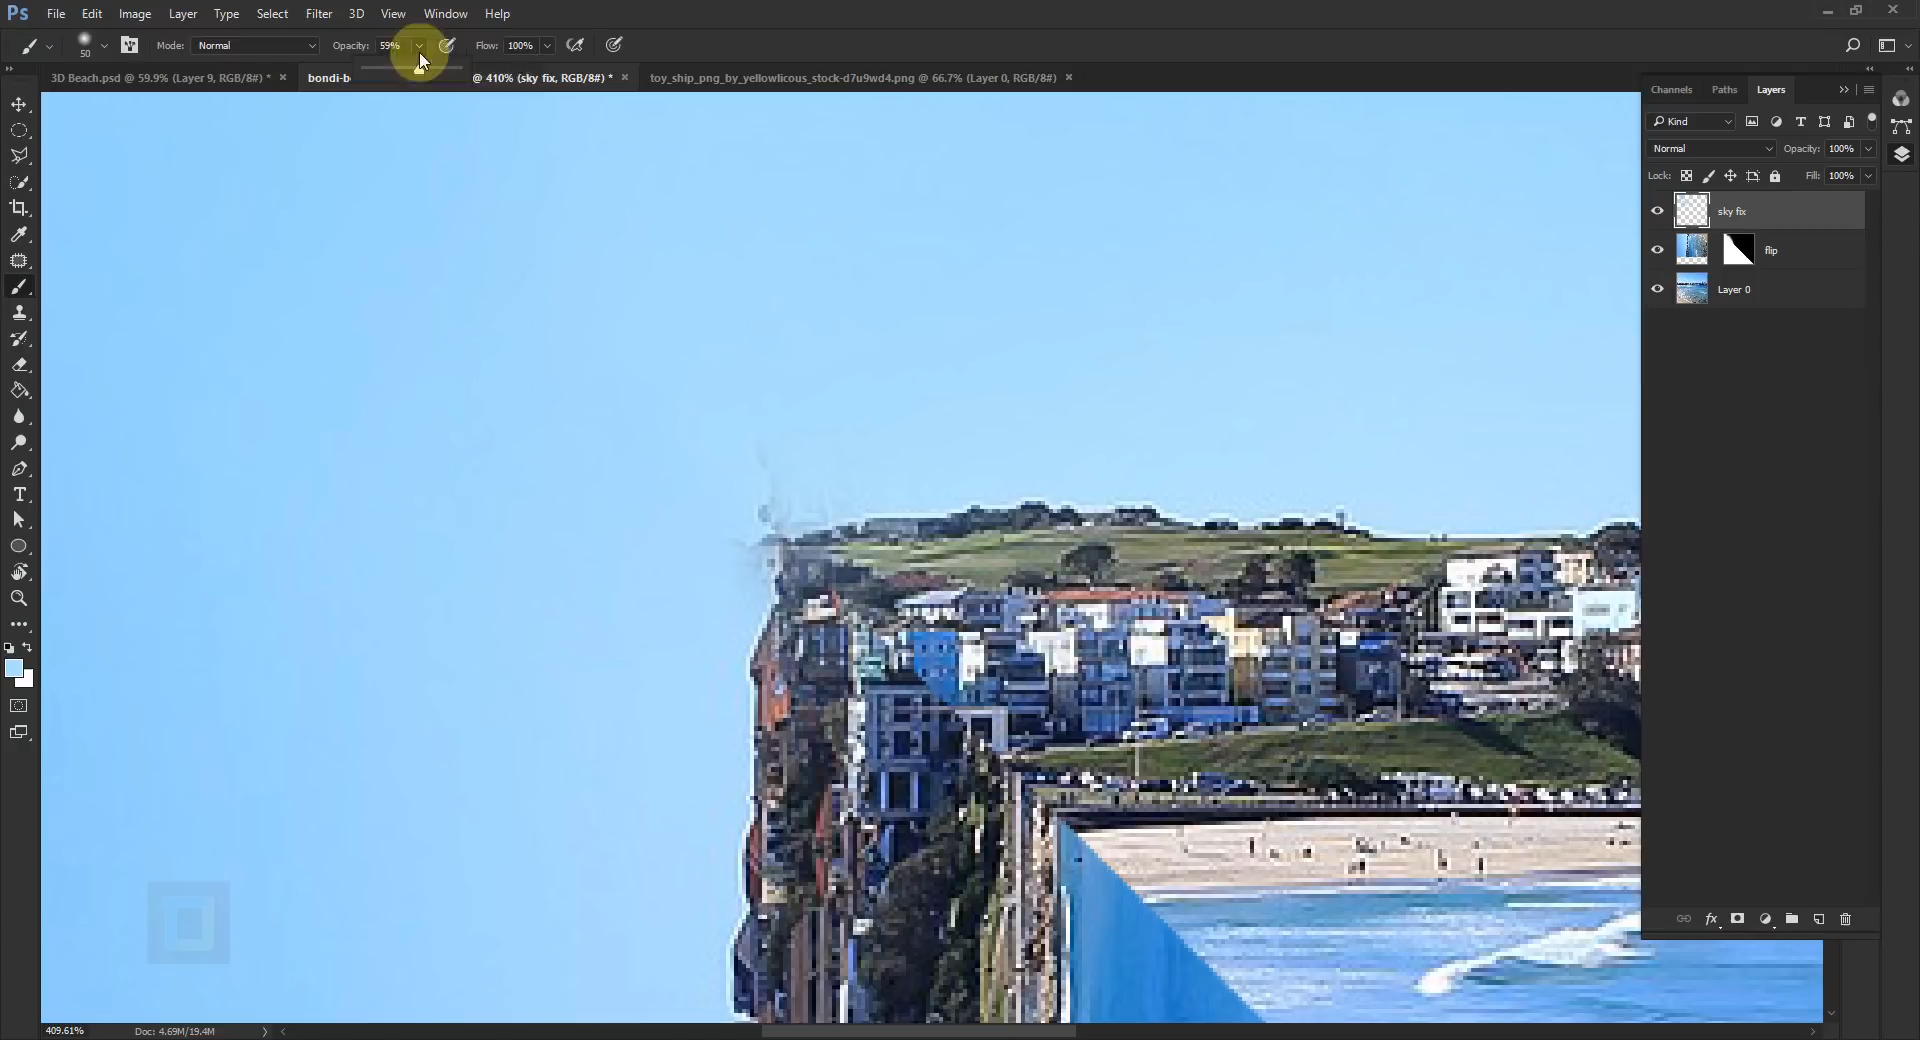 Ps File Edit Image Layer Type Select Filter 3D View Window Help
50 Mode: Normal Opacity: 59% Flow: 100%
3D Beach.psd @ 59.9% (Layer 9, RGB/8#) * × bondi-b @ 410% (sky fix, RGB/8#) * × toy_ship_png_by_yellowlicous_stock-d7u9wd4.png @ 66.7% (Layer 0, RGB/8#) ×
Channels Paths Layers
Kind
Normal Opacity: 100%
Lock: Fill: 100%
sky fix
flip
Layer 0
fx
409.61% Doc: 4.69M/19.4M